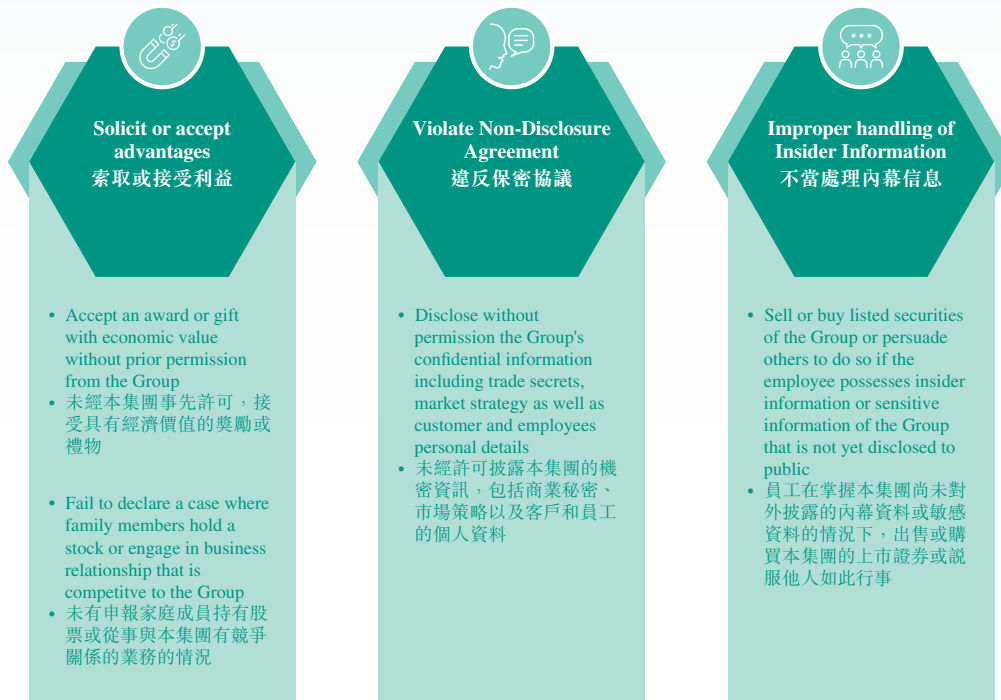 Solicit or accept
advantages
索取或接受利益
• Accept an award or gift
with economic value
without prior permission
from the Group
• 未經本集團事先許可，接
受具有經濟價值的獎勵或
禮物
• Fail to declare a case where
family members hold a
stock or engage in business
relationship that is
competitve to the Group
• 未有申報家庭成員持有股
票或從事與本集團有競爭
關係的業務的情況
Violate Non-Disclosure
Agreement
違反保密協議
• Disclose without
permission the Group's
confidential information
including trade secrets,
market strategy as well as
customer and employees
personal details
• 未經許可披露本集團的機
密資訊，包括商業秘密、
市場策略以及客戶和員工
的個人資料
Improper handling of
Insider Information
不當處理內幕信息
• Sell or buy listed securities
of the Group or persuade
others to do so if the
employee possesses insider
information or sensitive
information of the Group
that is not yet disclosed to
public
• 員工在掌握本集團尚未對
外披露的內幕資料或敏感
資料的情況下，出售或購
買本集團的上市證券或説
服他人如此行事